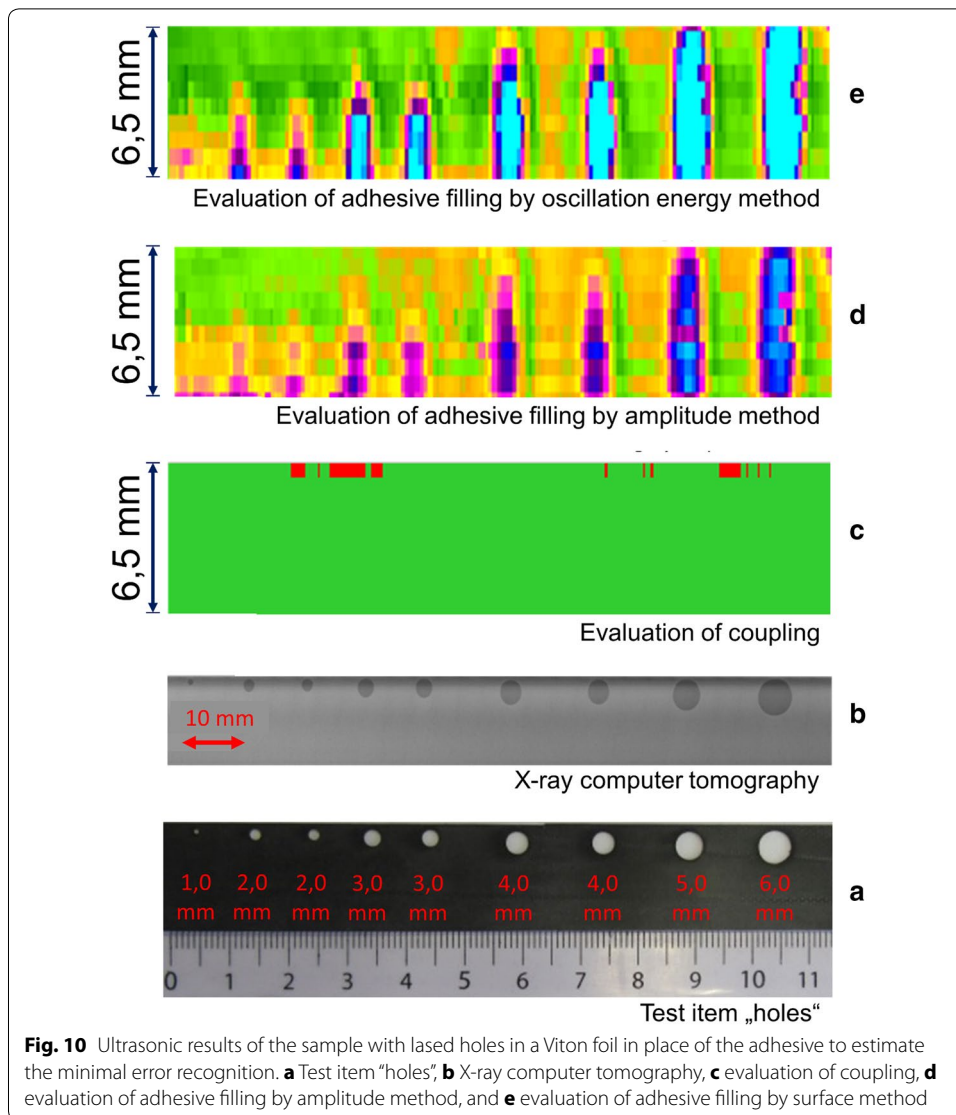 6,5 mm
e
Evaluation of adhesive filling by oscillation energy method
6,5 mm
d
Evaluation of adhesive filling by amplitude method
6,5 mm
c
Evaluation of coupling
10 mm
b
X-ray computer tomography
1,0 2,0 2,0 3,0 3,0 4,0 4,0 5,0 6,0
mm mm mm mm mm mm mm mm mm
a
0 1 2 3 4 5 6 7 8 9 10 11
Test item „holes“
Fig. 10 Ultrasonic results of the sample with lased holes in a Viton foil in place of the adhesive to estimate
the minimal error recognition. a Test item “holes”, b X-ray computer tomography, c evaluation of coupling, d
evaluation of adhesive filling by amplitude method, and e evaluation of adhesive filling by surface method